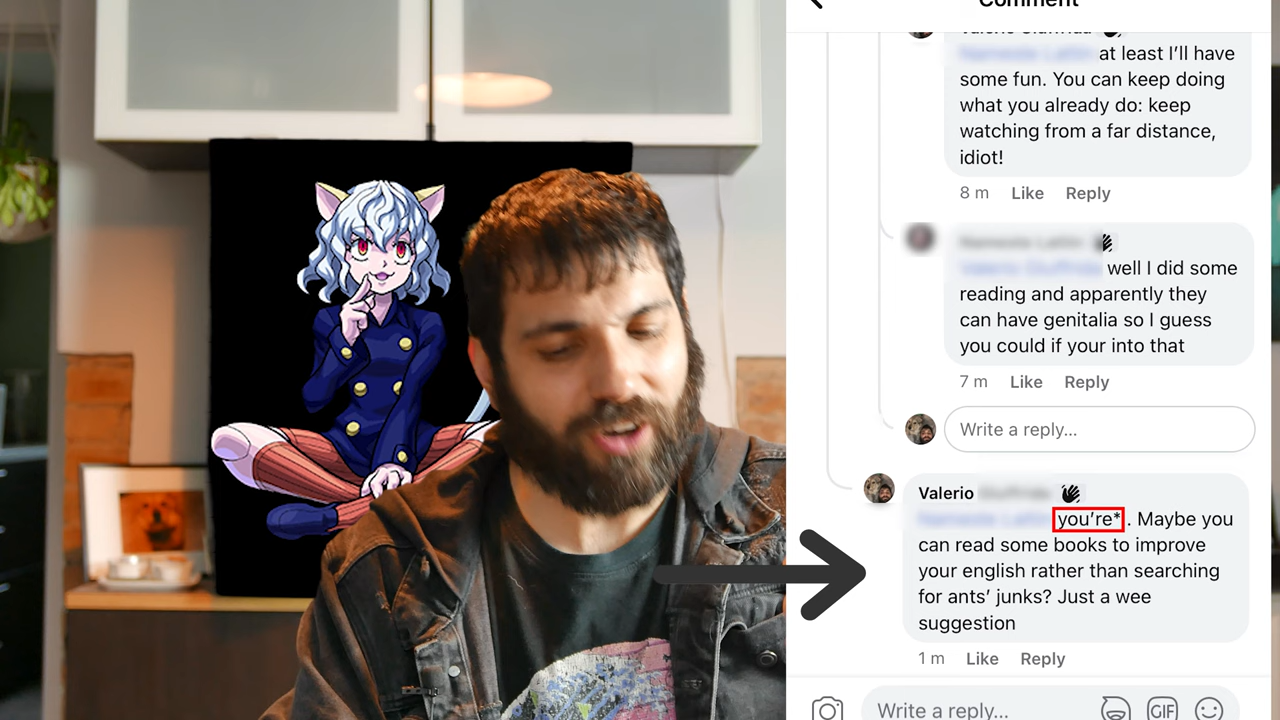 Comment
at least I’ll have
some fun. You can keep doing
what you already do: keep
watching from a far distance,
idiot!
8 m Like Reply
well I did some
reading and apparently they
can have genitalia so I guess
you could if your into that
7 m Like Reply
Write a reply...
Valerio
you’re* . Maybe you
can read some books to improve
your english rather than searching
for ants’ junks? Just a wee
suggestion
1 m Like Reply
Write a reply...
GIF